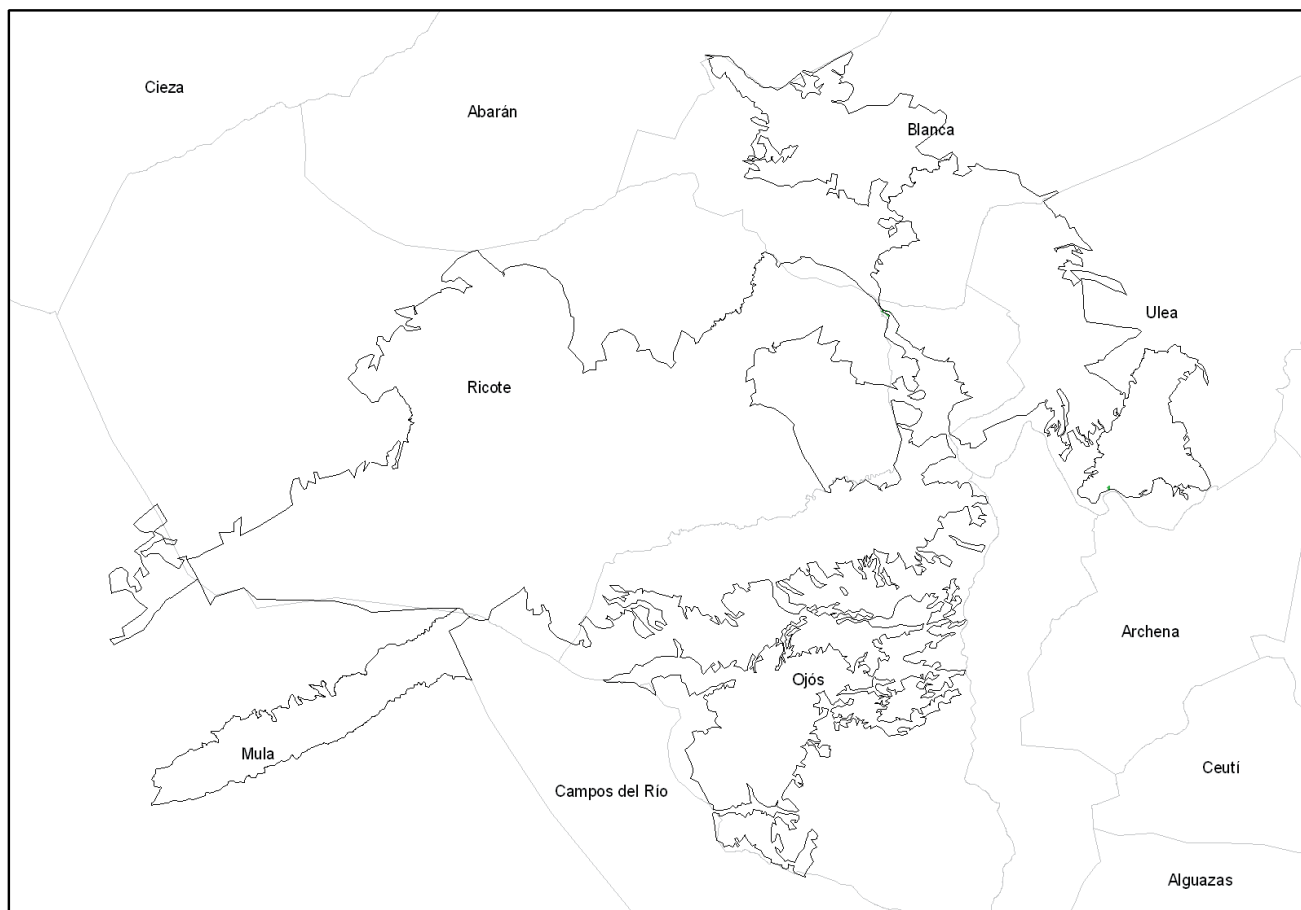 Cieza
Abarán
Blanca
Ulea
Ricote
Archena
Ojós
Mula
Ceutí
Campos del Río
Alguazas